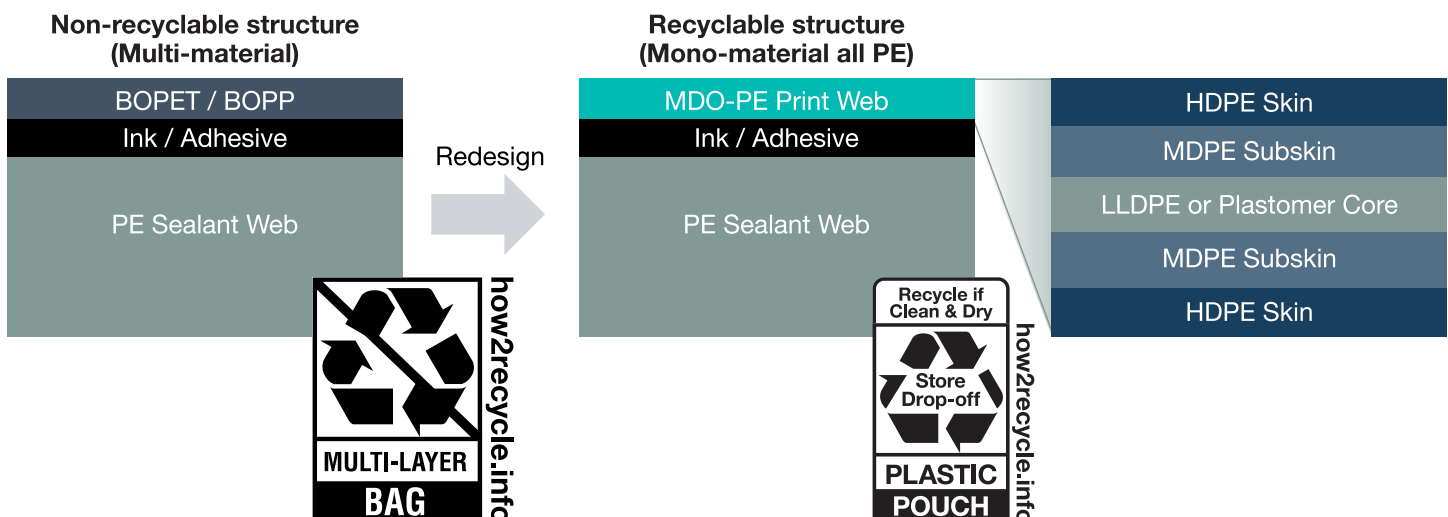 Non-recyclable structure
(Multi-material)
BOPET / BOPP
Ink / Adhesive
PE Sealant Web
how2recycle.info
MULTI-LAYER
BAG
Redesign
Recyclable structure
(Mono-material all PE)
MDO-PE Print Web
Ink / Adhesive
PE Sealant Web
Recycle if
Clean & Dry
Store
Drop-off
how2recycle.info
PLASTIC
POUCH
HDPE Skin
MDPE Subskin
LLDPE or Plastomer Core
MDPE Subskin
HDPE Skin